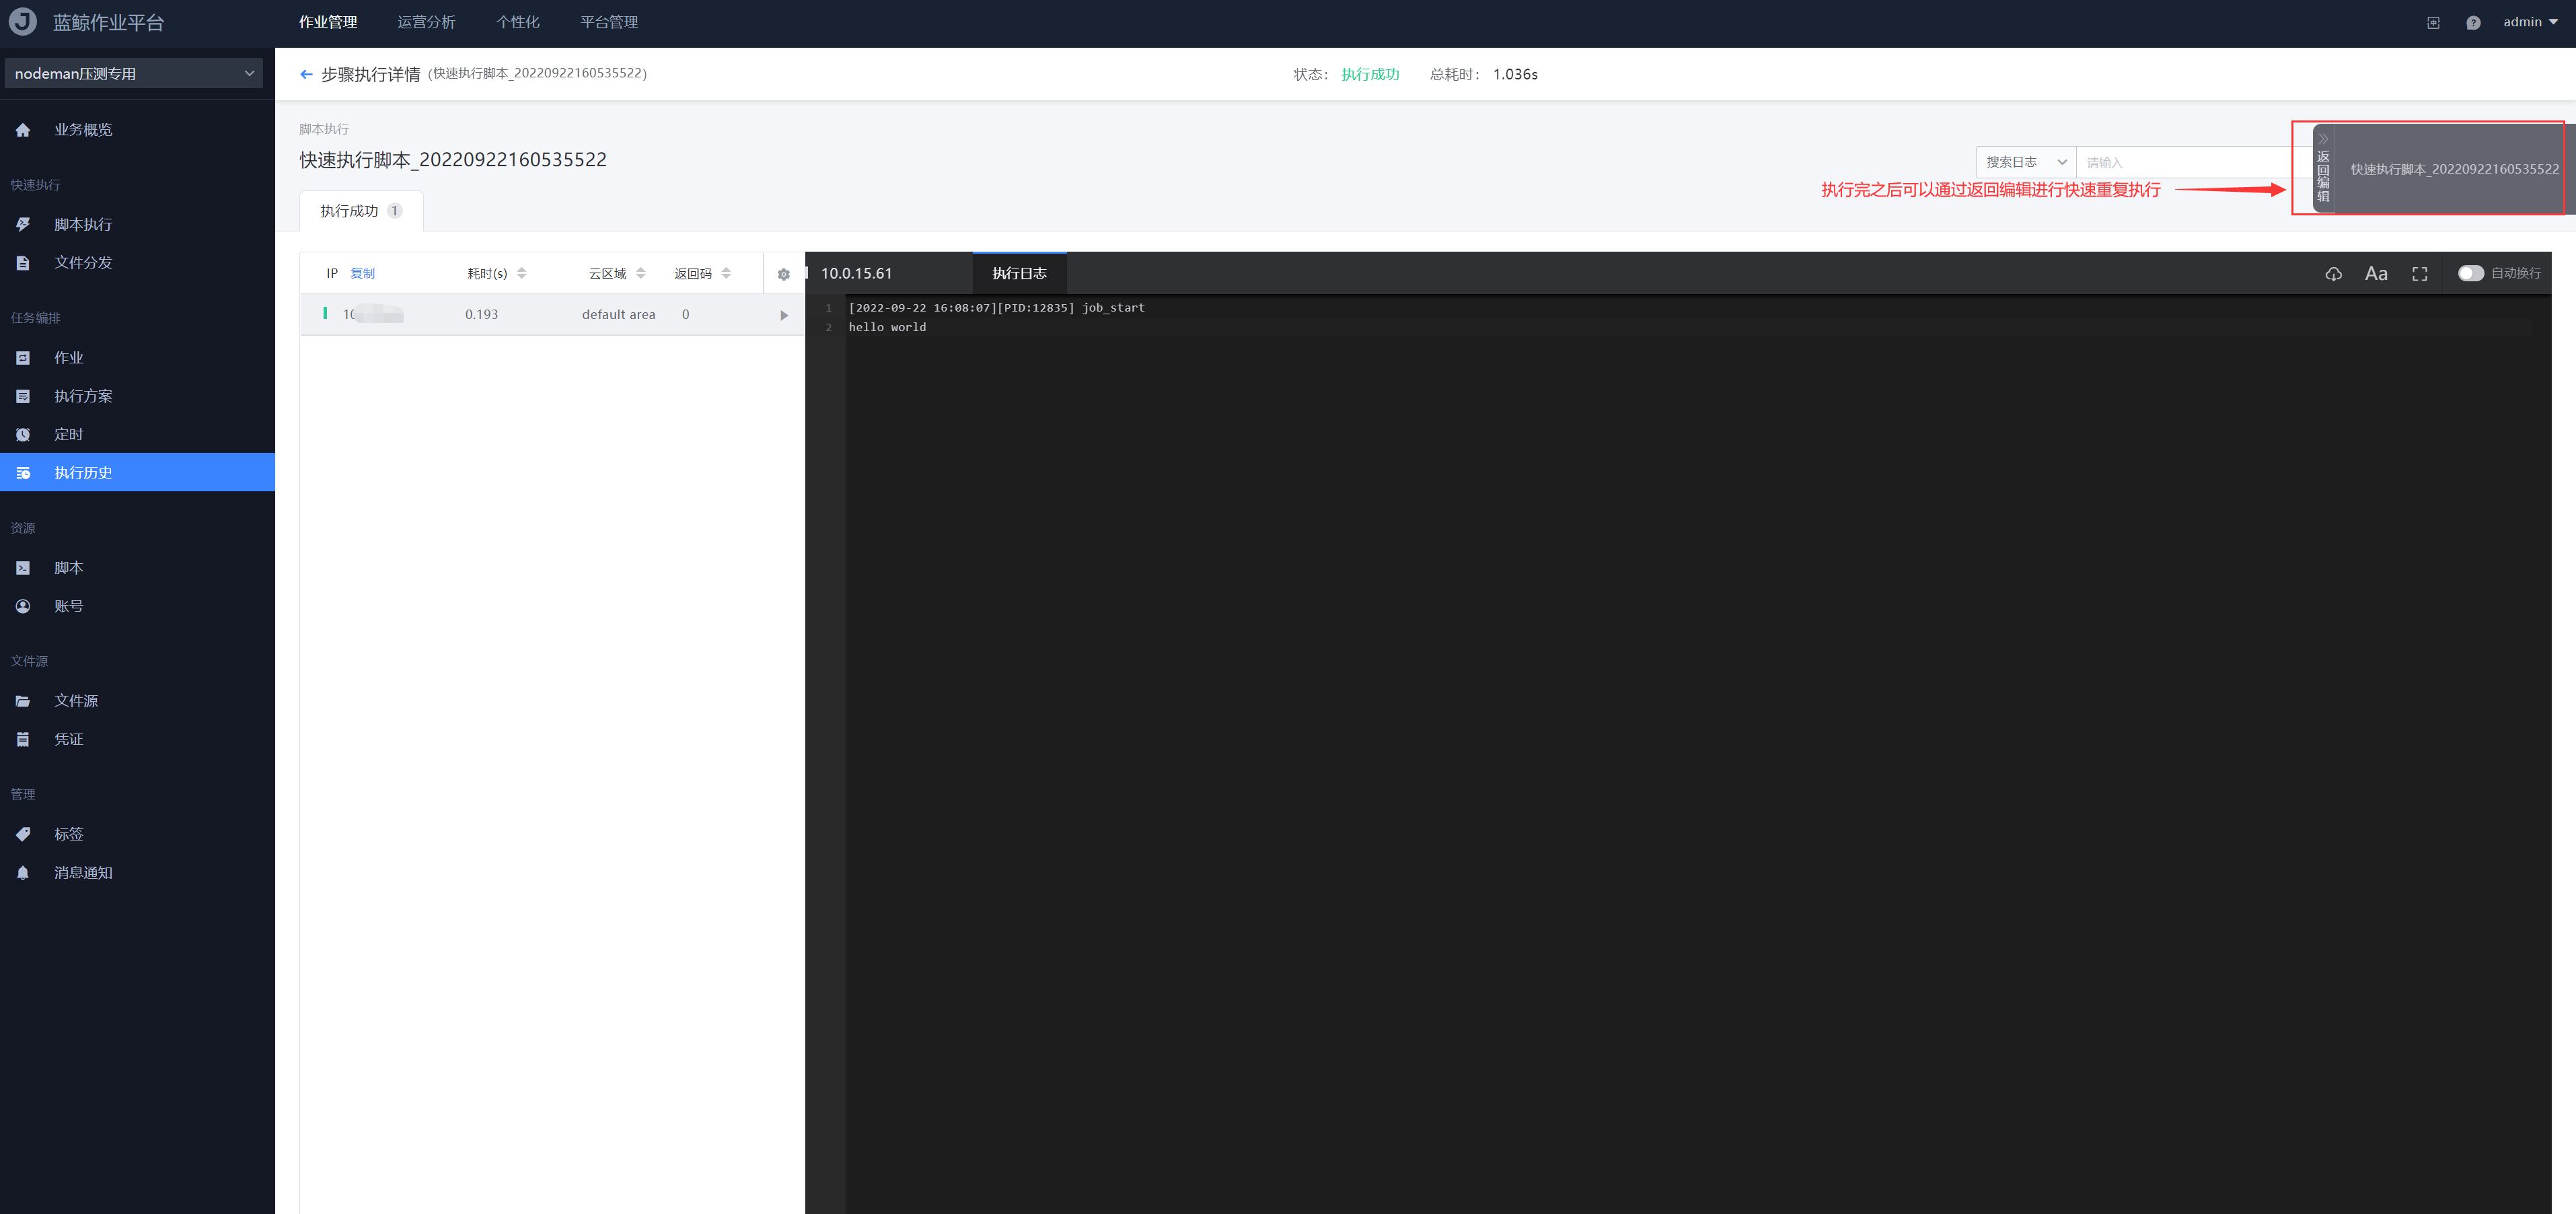 蓝鲸作业平台
作业管理 运营分析 个性化 平台管理
admin
nodeman压测专用
业务概览
快速执行
脚本执行
文件分发
任务编排
作业
执行方案
定时
执行历史
资源
脚本
账号
文件源
文件源
凭证
管理
标签
消息通知
步骤执行详情 (快速执行脚本_20220922160535522)
状态: 执行成功 总耗时: 1.036s
脚本执行
快速执行脚本_20220922160535522
搜索日志 请输入
返回编辑
快速执行脚本_20220922160535522
执行完之后可以通过返回编辑进行快速重复执行
执行成功 1
IP 复制 耗时(s) 云区域 返回码
10 0.193 default area 0
10.0.15.61 执行日志
Aa 自动换行
1 [2022-09-22 16:08:07][PID:12835] job_start
2 hello world